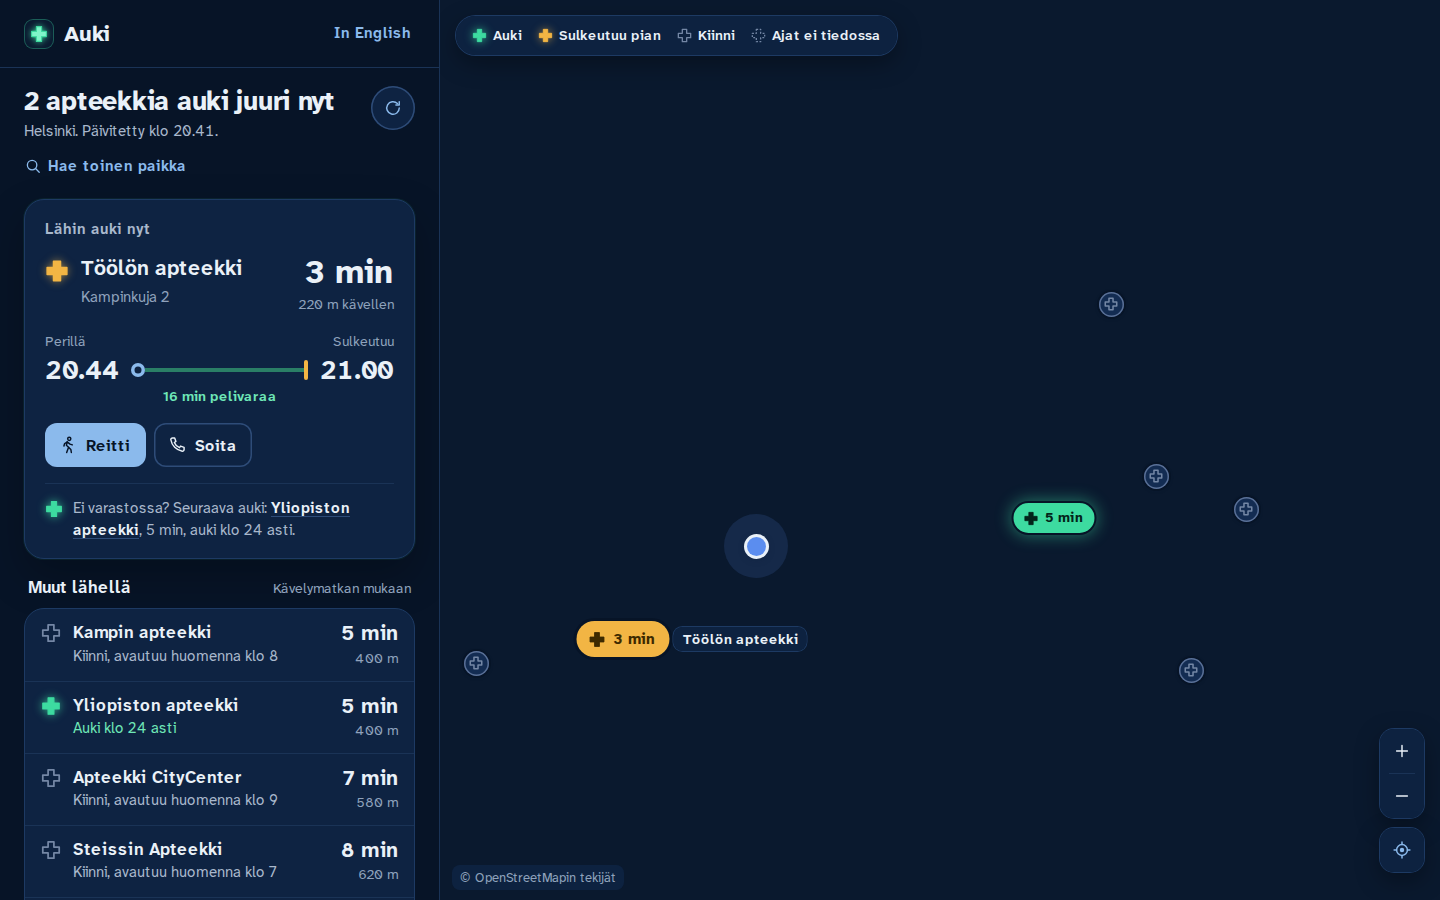 Auki
In English
2 apteekkia auki juuri nyt
Helsinki. Päivitetty klo 20.41.
Hae toinen paikka
Lähin auki nyt
Töölön apteekki
3 min
Kampinkuja 2
220 m kävellen
Perillä
Sulkeutuu
20.44
21.00
16 min pelivaraa
Reitti
Soita
Ei varastossa? Seuraava auki: Yliopiston
apteekki, 5 min, auki klo 24 asti.
Muut lähellä
Kävelymatkan mukaan
Kampin apteekki
5 min
Kiinni, avautuu huomenna klo 8
400 m
Yliopiston apteekki
5 min
Auki klo 24 asti
400 m
Apteekki CityCenter
7 min
Kiinni, avautuu huomenna klo 9
580 m
Steissin Apteekki
8 min
Kiinni, avautuu huomenna klo 7
620 m
Auki
Sulkeutuu pian
Kiinni
Ajat ei tiedossa
5 min
3 min
Töölön apteekki
+
−
© OpenStreetMapin tekijät